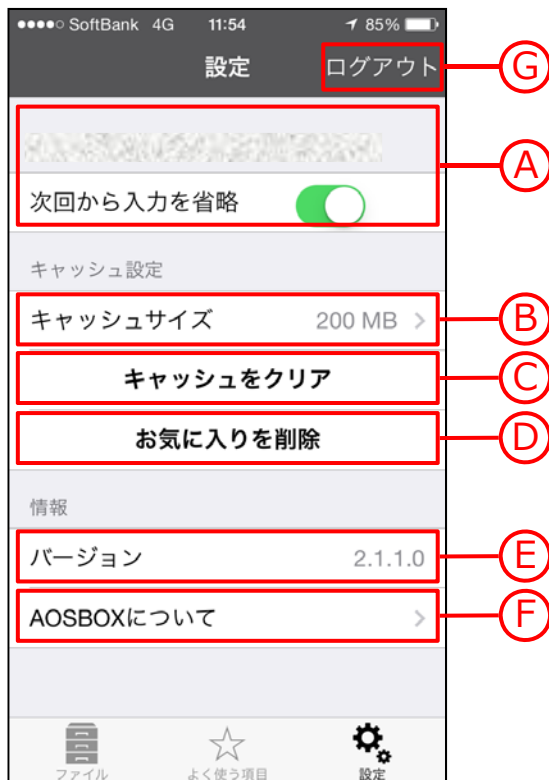 ●●●●○ SoftBank 4G 11:54 85%
設定 ログアウト G
A
次回から入力を省略
キャッシュ設定
キャッシュサイズ 200 MB > B
キャッシュをクリア C
お気に入りを削除 D
情報
バージョン 2.1.1.0 E
AOSBOXについて > F
ファイル よく使う項目 設定